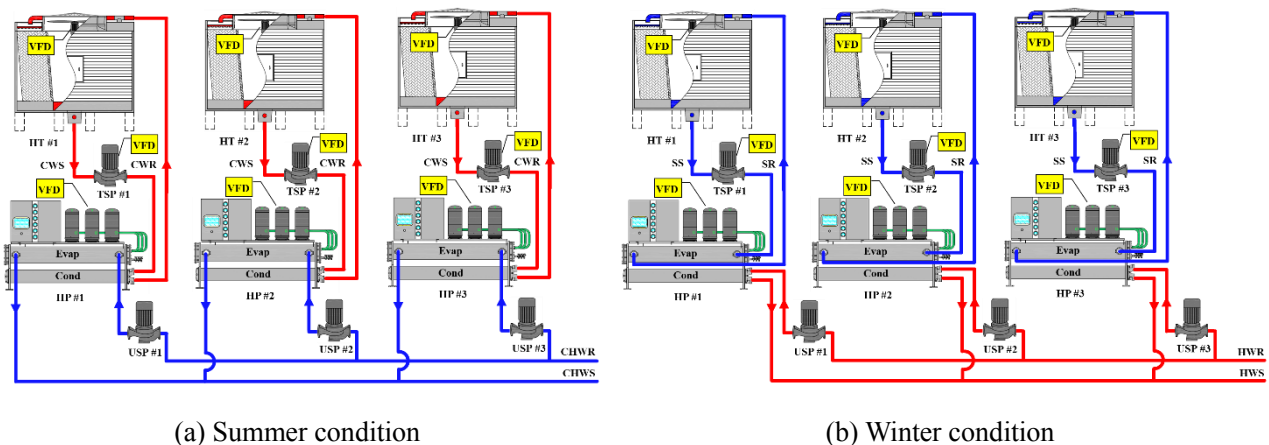 VFD VFD VFD VFD VFD VFD
VFD VFD VFD VFD VFD VFD
HT #1 CWS CWR HT #2 CWS CWR HT #3 CWS CWR HT #1 SS SR HT #2 SS SR HT #3 SS SR
TSP #1 TSP #2 TSP #3 TSP #1 TSP #2 TSP #3
VFD VFD VFD VFD VFD
Evap Evap Evap Evap Evap Evap
Cond Cond Cond Cond Cond Cond
HP #1 HP #2 HP #3 HP #1 HP #2 HP #3
USP #1 USP #2 USP #3 USP #1 USP #2 USP #3
CHWR HWR
CHWS HWS
(a) Summer condition (b) Winter condition